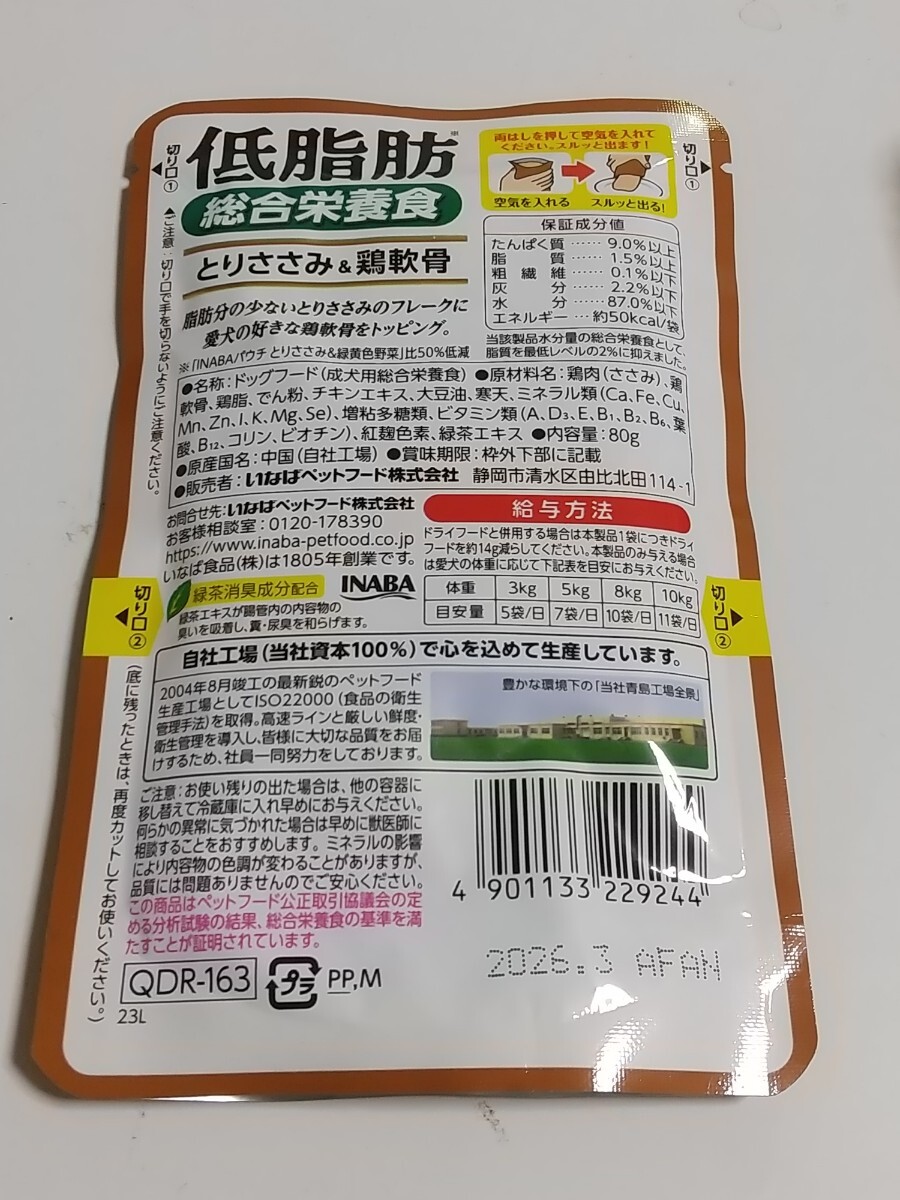 低脂肪※
総合栄養食
とりささみ&鶏軟骨
脂肪分の少ないとりささみのフレークに
愛犬の好きな鶏軟骨をトッピング。
※「INABAパウチ とりささみ&緑黄色野菜」比50%低減
両はしを押して空気を入れて
ください。スルッと出ます!
空気を入れる スルッと出る!
保証成分値
たんぱく質……9.0%以上
脂質……1.5%以上
粗繊維……0.1%以下
灰分……2.2%以下
水分……87.0%以下
エネルギー…約50kcal/袋
当該製品水分量の総合栄養食として、
脂質を最低レベルの2%に抑えました。
●名称:ドッグフード(成犬用総合栄養食) ●原材料名:鶏肉(ささみ)、鶏
軟骨、鶏脂、でん粉、チキンエキス、大豆油、寒天、ミネラル類(Ca、Fe、Cu、
Mn、Zn、I、K、Mg、Se)、増粘多糖類、ビタミン類(A、D₃、E、B₁、B₂、B₆、葉
酸、B₁₂、コリン、ビオチン)、紅麹色素、緑茶エキス ●内容量:80g
●原産国名:中国(自社工場) ●賞味期限:枠外下部に記載
●販売者:いなばペットフード株式会社 静岡市清水区由比北田114-1
お問合せ先:いなばペットフード株式会社
お客様相談室:0120-178390
https://www.inaba-petfood.co.jp
いなば食品(株)は1805年創業です。
緑茶消臭成分配合 INABA
緑茶エキスが腸管内の内容物の
臭いを吸着し、糞・尿臭を和らげます。
給与方法
ドライフードと併用する場合は本製品1袋につきドライ
フードを約14g減らしてください。本製品のみ与える場合
は愛犬の体重に応じて下記表を目安にお与えください。
体重 3kg 5kg 8kg 10kg
目安量 5袋/日 7袋/日 10袋/日 11袋/日
自社工場(当社資本100%)で心を込めて生産しています。
2004年8月竣工の最新鋭のペットフード
生産工場としてISO22000(食品の衛生
管理手法)を取得。高速ラインと厳しい鮮度・
衛生管理を導入し、皆様に大切な品質をお届
けするため、社員一同努力をしております。
豊かな環境下の「当社青島工場全景」
ご注意:お使い残りの出た場合は、他の容器に
移し替えて冷蔵庫に入れ早めにお与えください。
何らかの異常に気づかれた場合は早めに獣医師に
相談することをおすすめします。ミネラルの影響
により内容物の色調が変わることがありますが、
品質には問題ありませんのでご安心ください。
この商品はペットフード公正取引協議会の定
める分析試験の結果、総合栄養食の基準を満
たすことが証明されています。
4 901133 229244
2026.3 AFAN
QDR-163 プラ PP,M
23L
切り口①
▲ご注意:切り口で手を切らないようにご注意ください。
切り口②
(底に残ったときは、再度カットしてお使いください。)
切り口①
切り口②